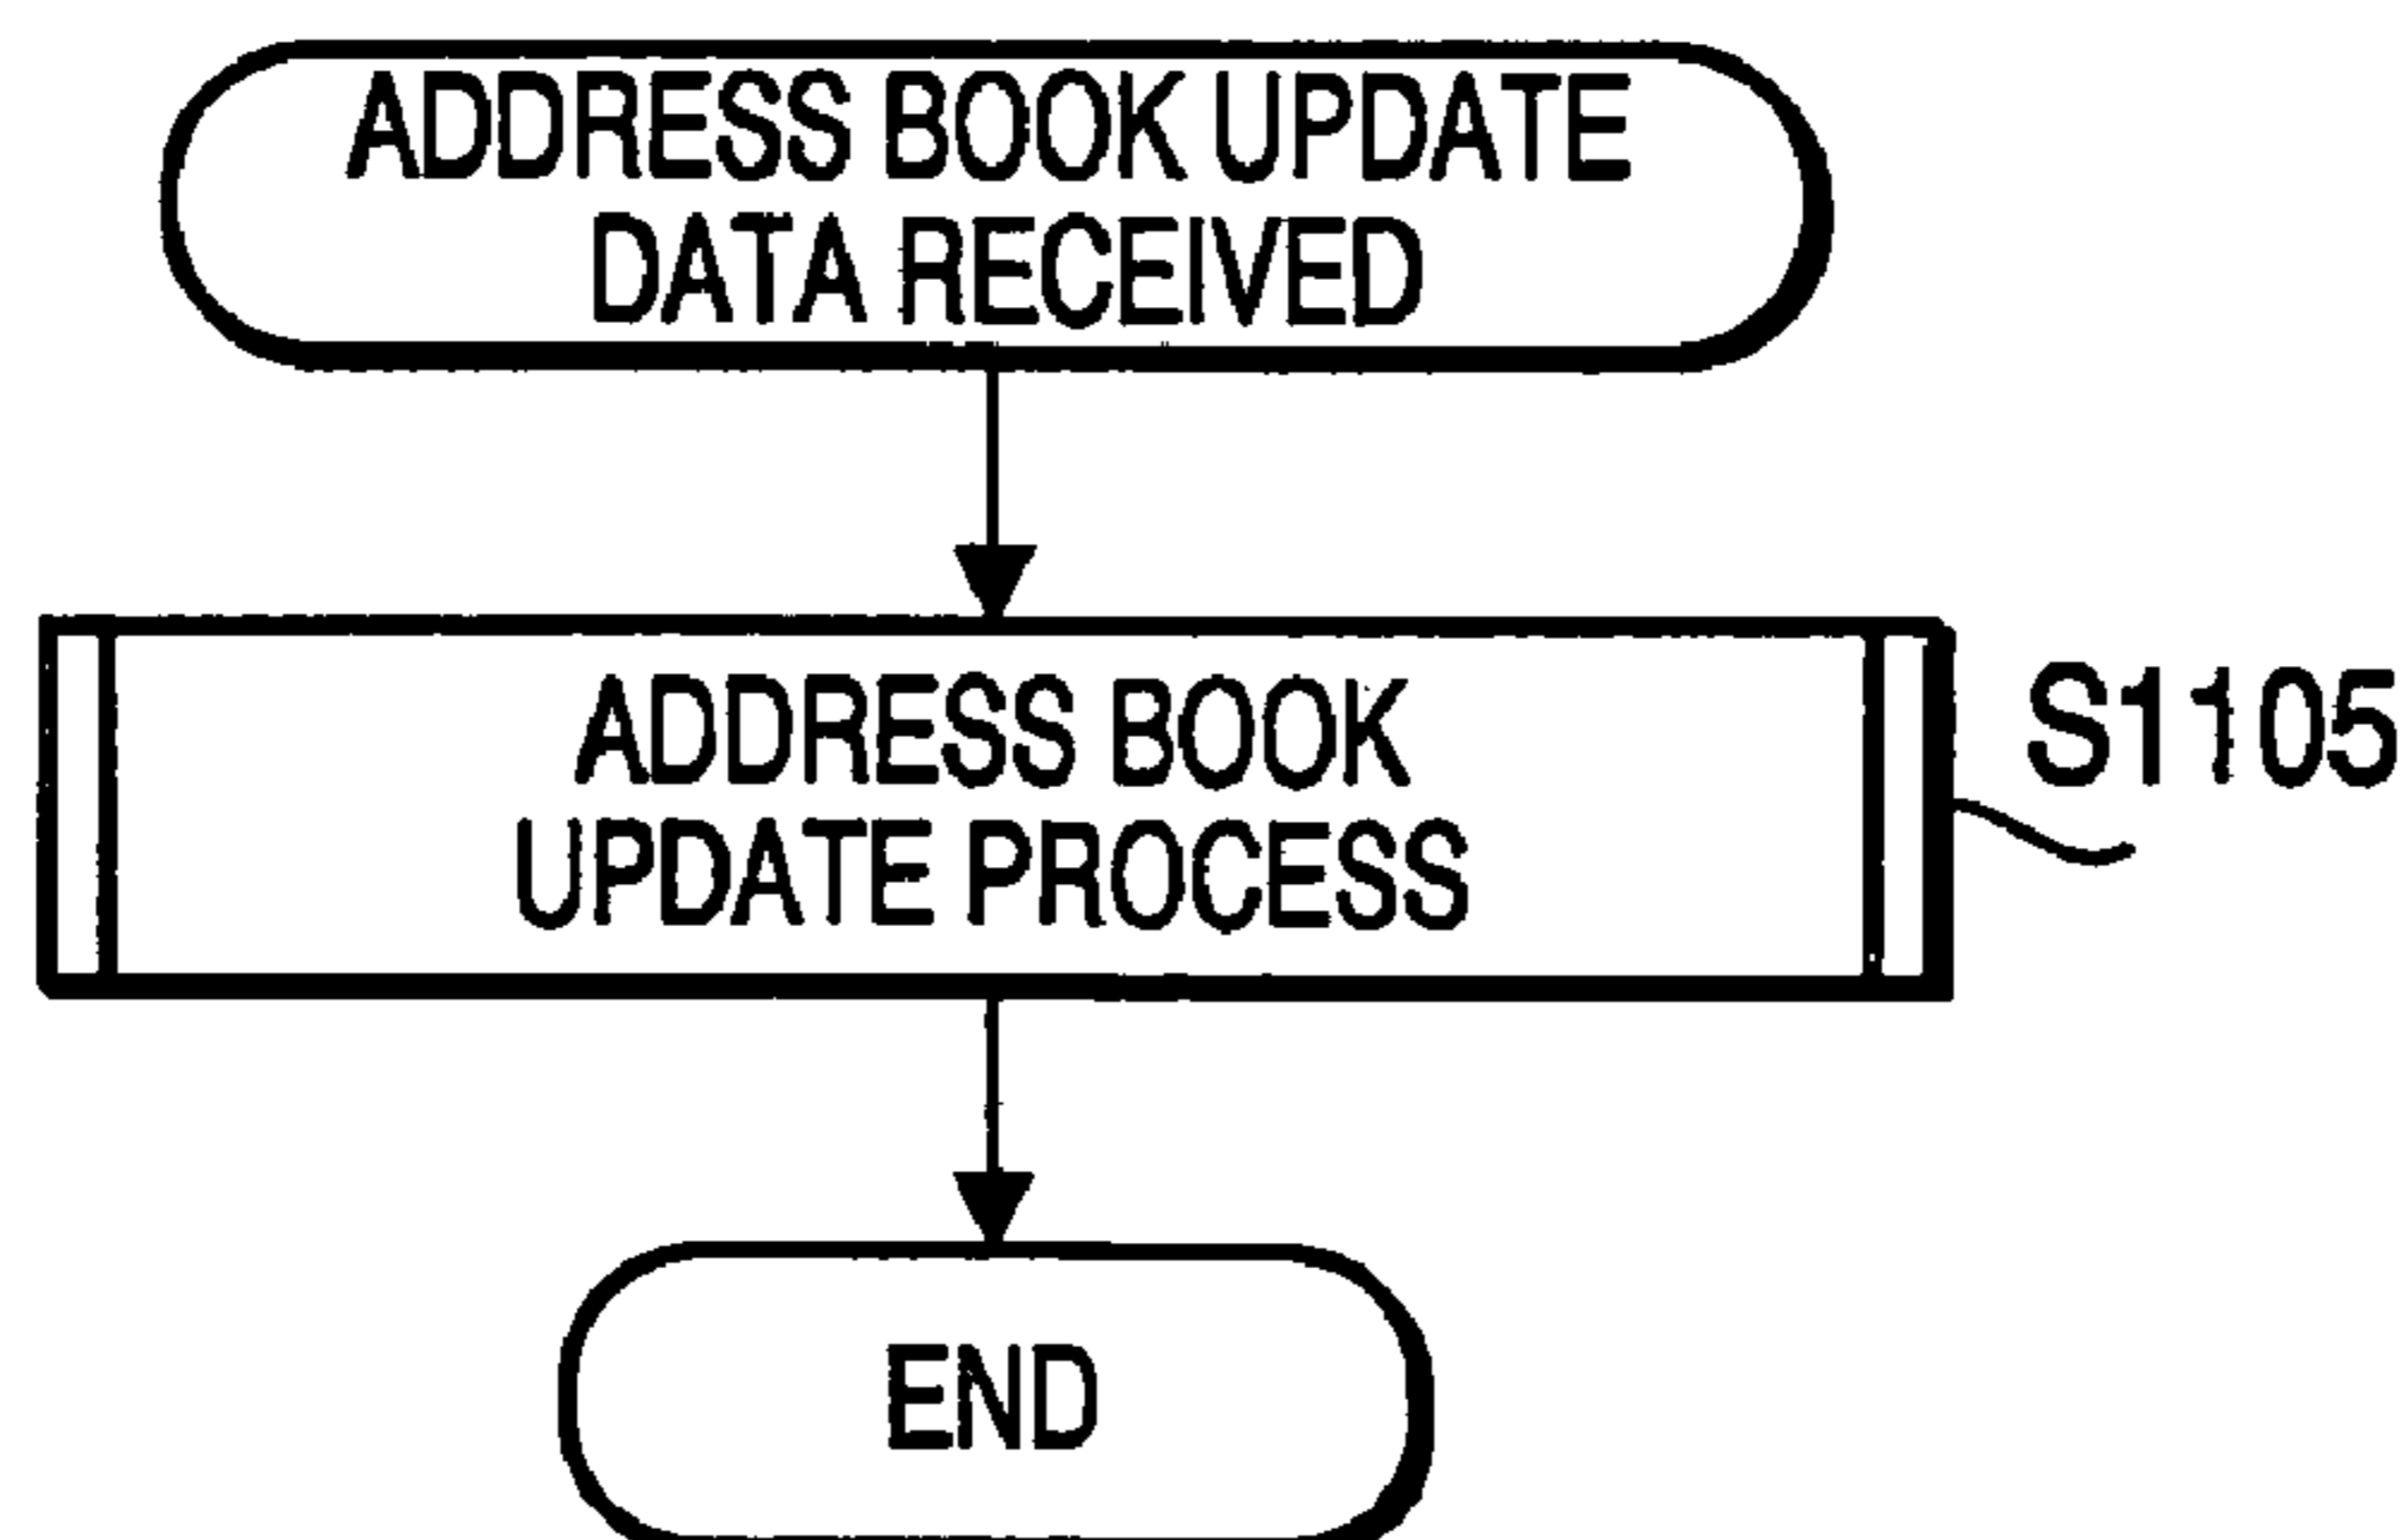 ADDRESS BOOK UPDATE
DATA RECEIVED
ADDRESS BOOK
UPDATE PROCESS
S1105
END